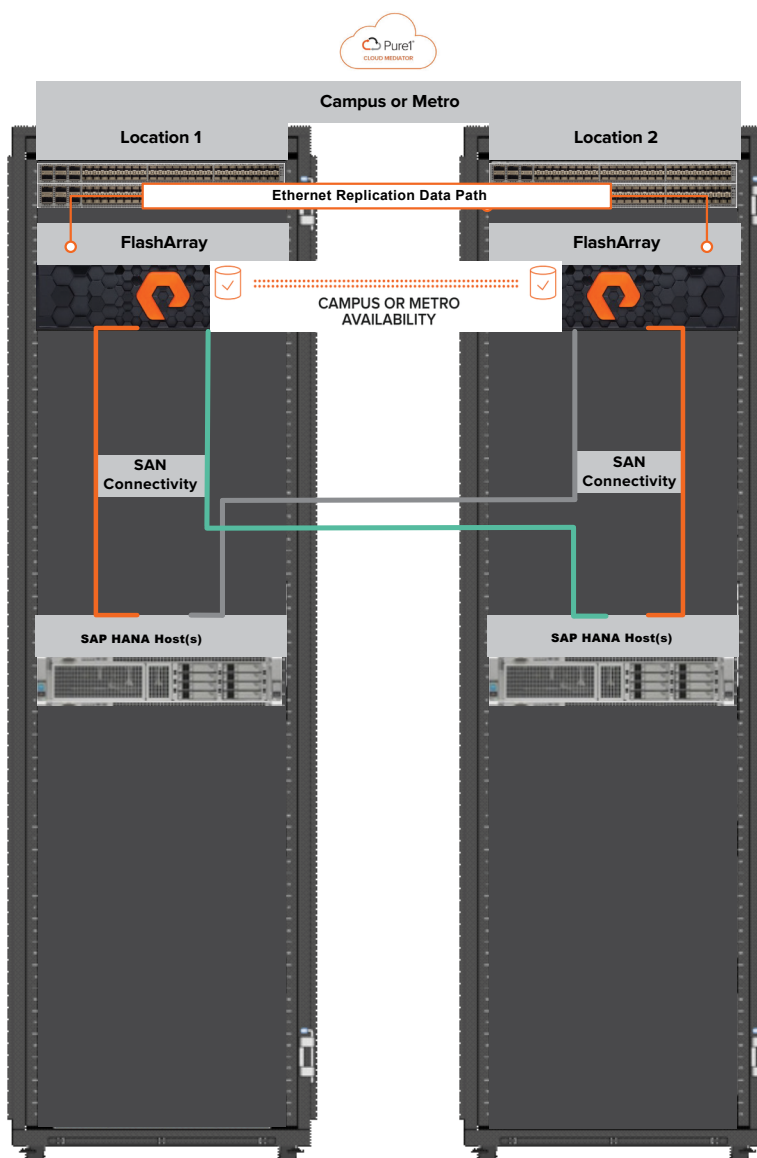 Pure1®
CLOUD MEDIATOR
Campus or Metro
Location 1
Location 2
Ethernet Replication Data Path
FlashArray
FlashArray
CAMPUS OR METRO
AVAILABILITY
SAN
Connectivity
SAN
Connectivity
SAP HANA Host(s)
SAP HANA Host(s)